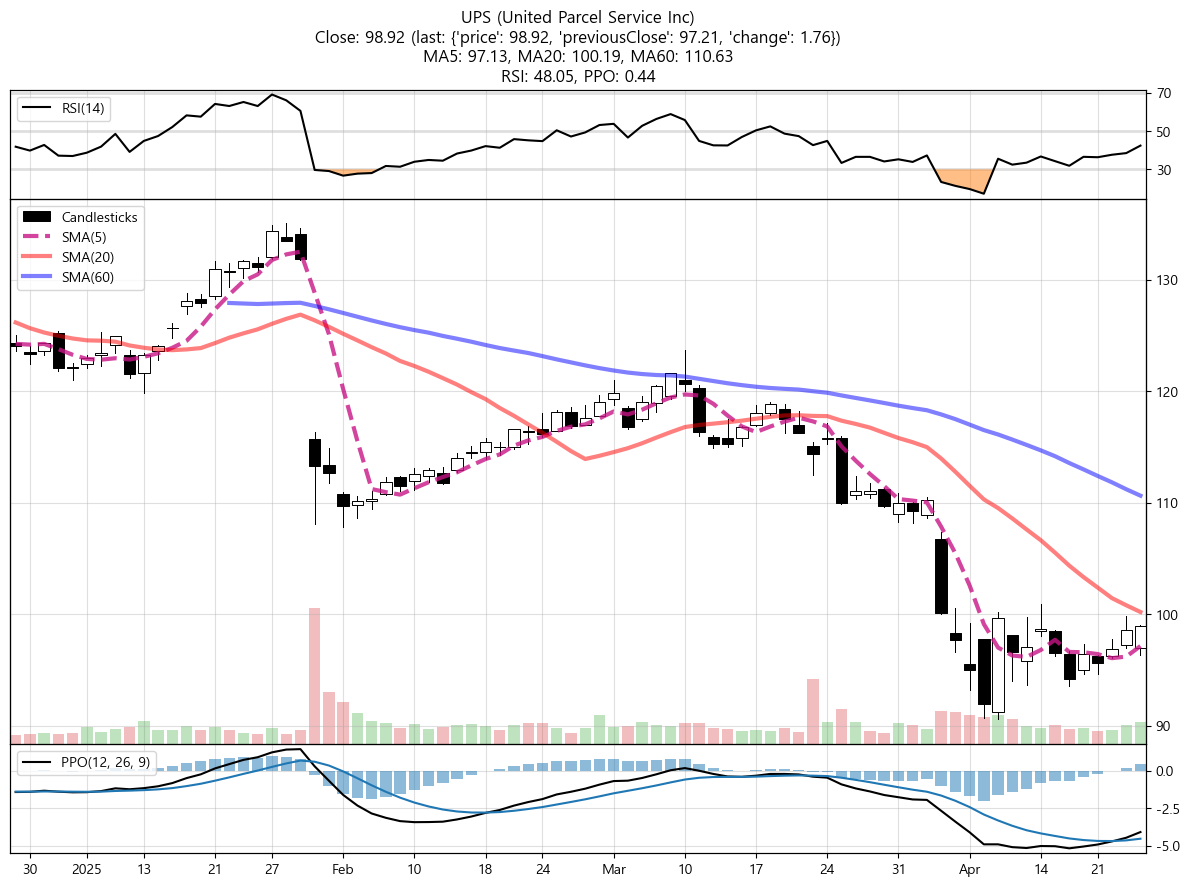 UPS (United Parcel Service Inc)
Close: 98.92 (last: {'price': 98.92, 'previousClose': 97.21, 'change': 1.76})
MA5: 97.13, MA20: 100.19, MA60: 110.63
RSI: 48.05, PPO: 0.44
RSI(14)
70
50
30
Candlesticks
SMA(5)
SMA(20)
SMA(60)
130
120
110
100
90
PPO(12, 26, 9)
0.0
-2.5
-5.0
30 2025 13 21 27 Feb 10 18 24 Mar 10 17 24 31 Apr 14 21